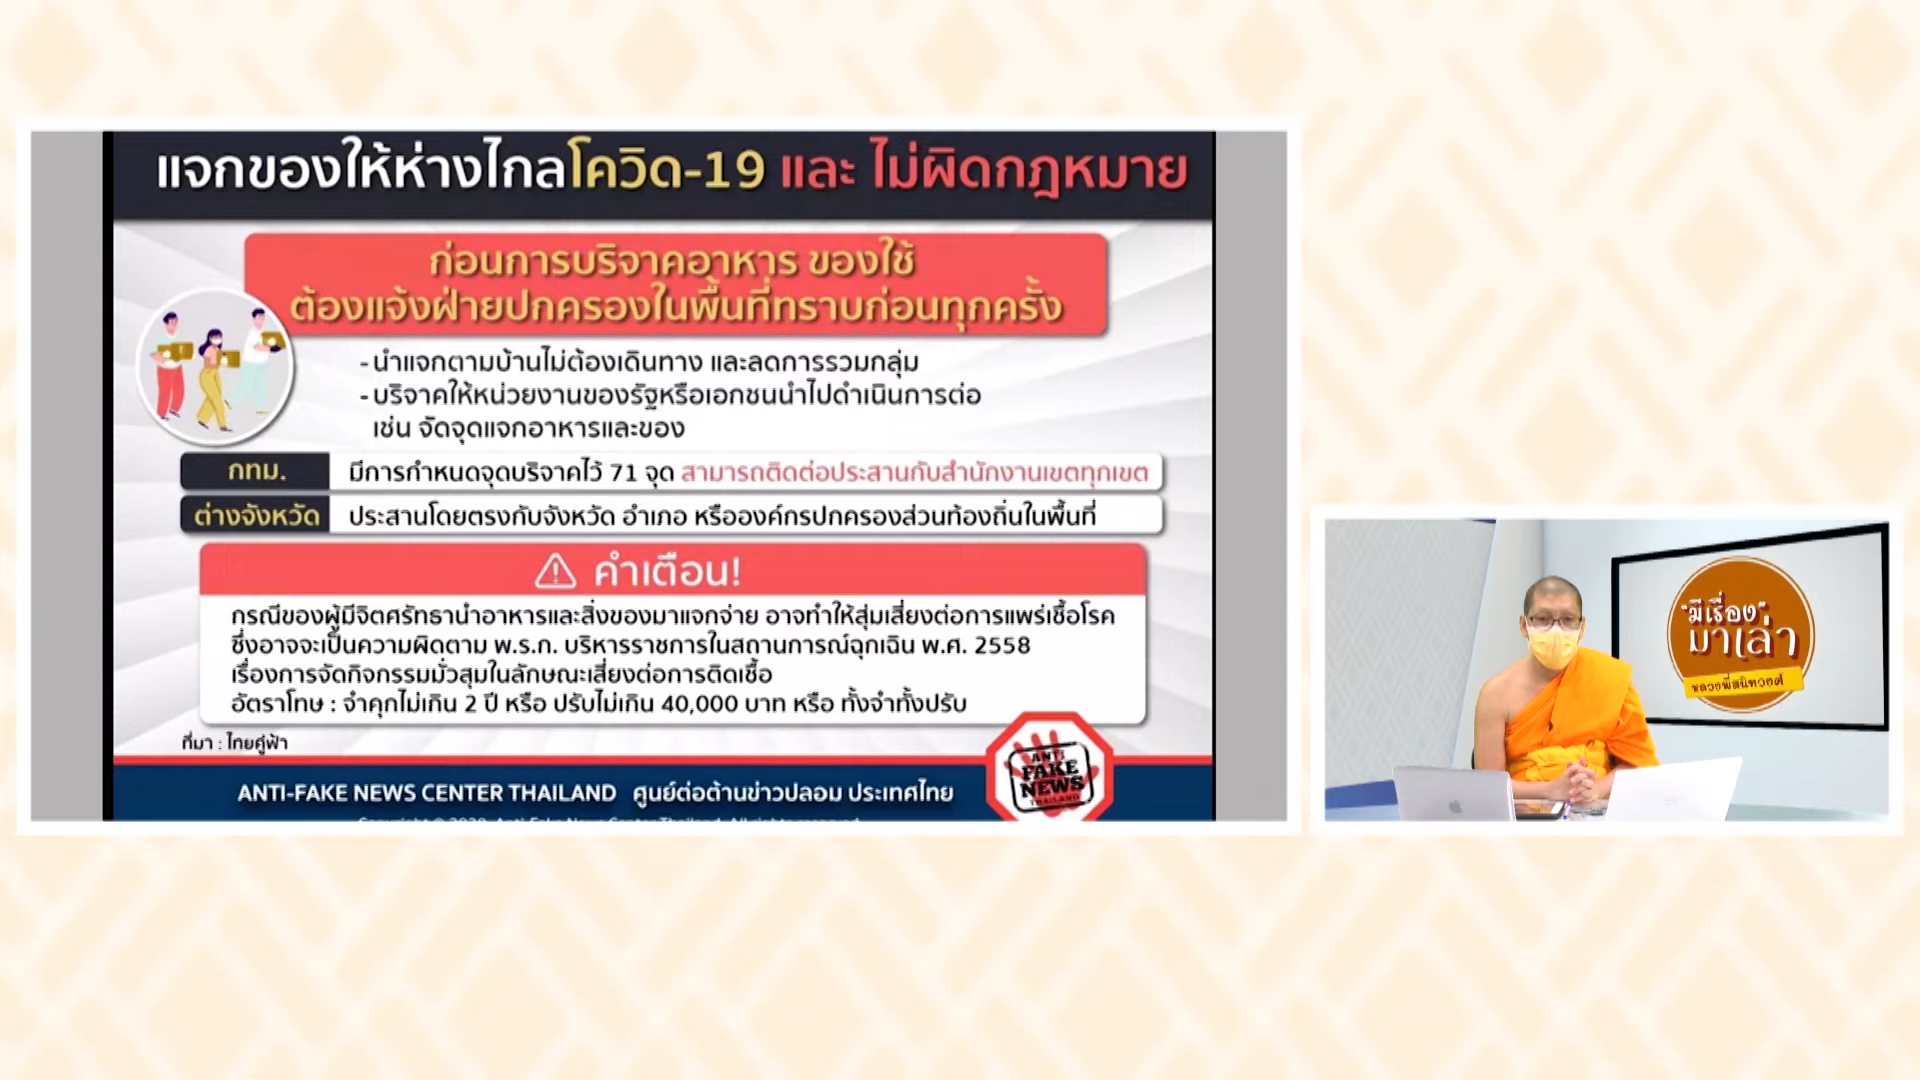 แจกของให้ห่างไกลโควิด-19 และ ไม่ผิดกฎหมาย
ก่อนการบริจาคอาหาร ของใช้
ต้องแจ้งฝ่ายปกครองในพื้นที่ทราบก่อนทุกครั้ง
- นำแจกตามบ้านไม่ต้องเดินทาง และลดการรวมกลุ่ม
- บริจาคให้หน่วยงานของรัฐหรือเอกชนนำไปดำเนินการต่อ
เช่น จัดจุดแจกอาหารและของ
กทม. มีการกำหนดจุดบริจาคไว้ 71 จุด สามารถติดต่อประสานกับสำนักงานเขตทุกเขต
ต่างจังหวัด ประสานโดยตรงกับจังหวัด อำเภอ หรือองค์กรปกครองส่วนท้องถิ่นในพื้นที่
คำเตือน!
กรณีของผู้มีจิตศรัทธานำอาหารและสิ่งของมาแจกจ่าย อาจทำให้สุ่มเสี่ยงต่อการแพร่เชื้อโรค
ซึ่งอาจจะเป็นความผิดตาม พ.ร.ก. บริหารราชการในสถานการณ์ฉุกเฉิน พ.ศ. 2558
เรื่องการจัดกิจกรรมมั่วสุมในลักษณะเสี่ยงต่อการติดเชื้อ
อัตราโทษ : จำคุกไม่เกิน 2 ปี หรือ ปรับไม่เกิน 40,000 บาท หรือ ทั้งจำทั้งปรับ
ที่มา : ไทยคู่ฟ้า
ANTI-FAKE NEWS CENTER THAILAND ศูนย์ต่อต้านข่าวปลอม ประเทศไทย
ANTI
FAKE
NEWS
THAILAND
"มีเรื่อง"
มาเล่า
หลวงพี่สนิทวงศ์